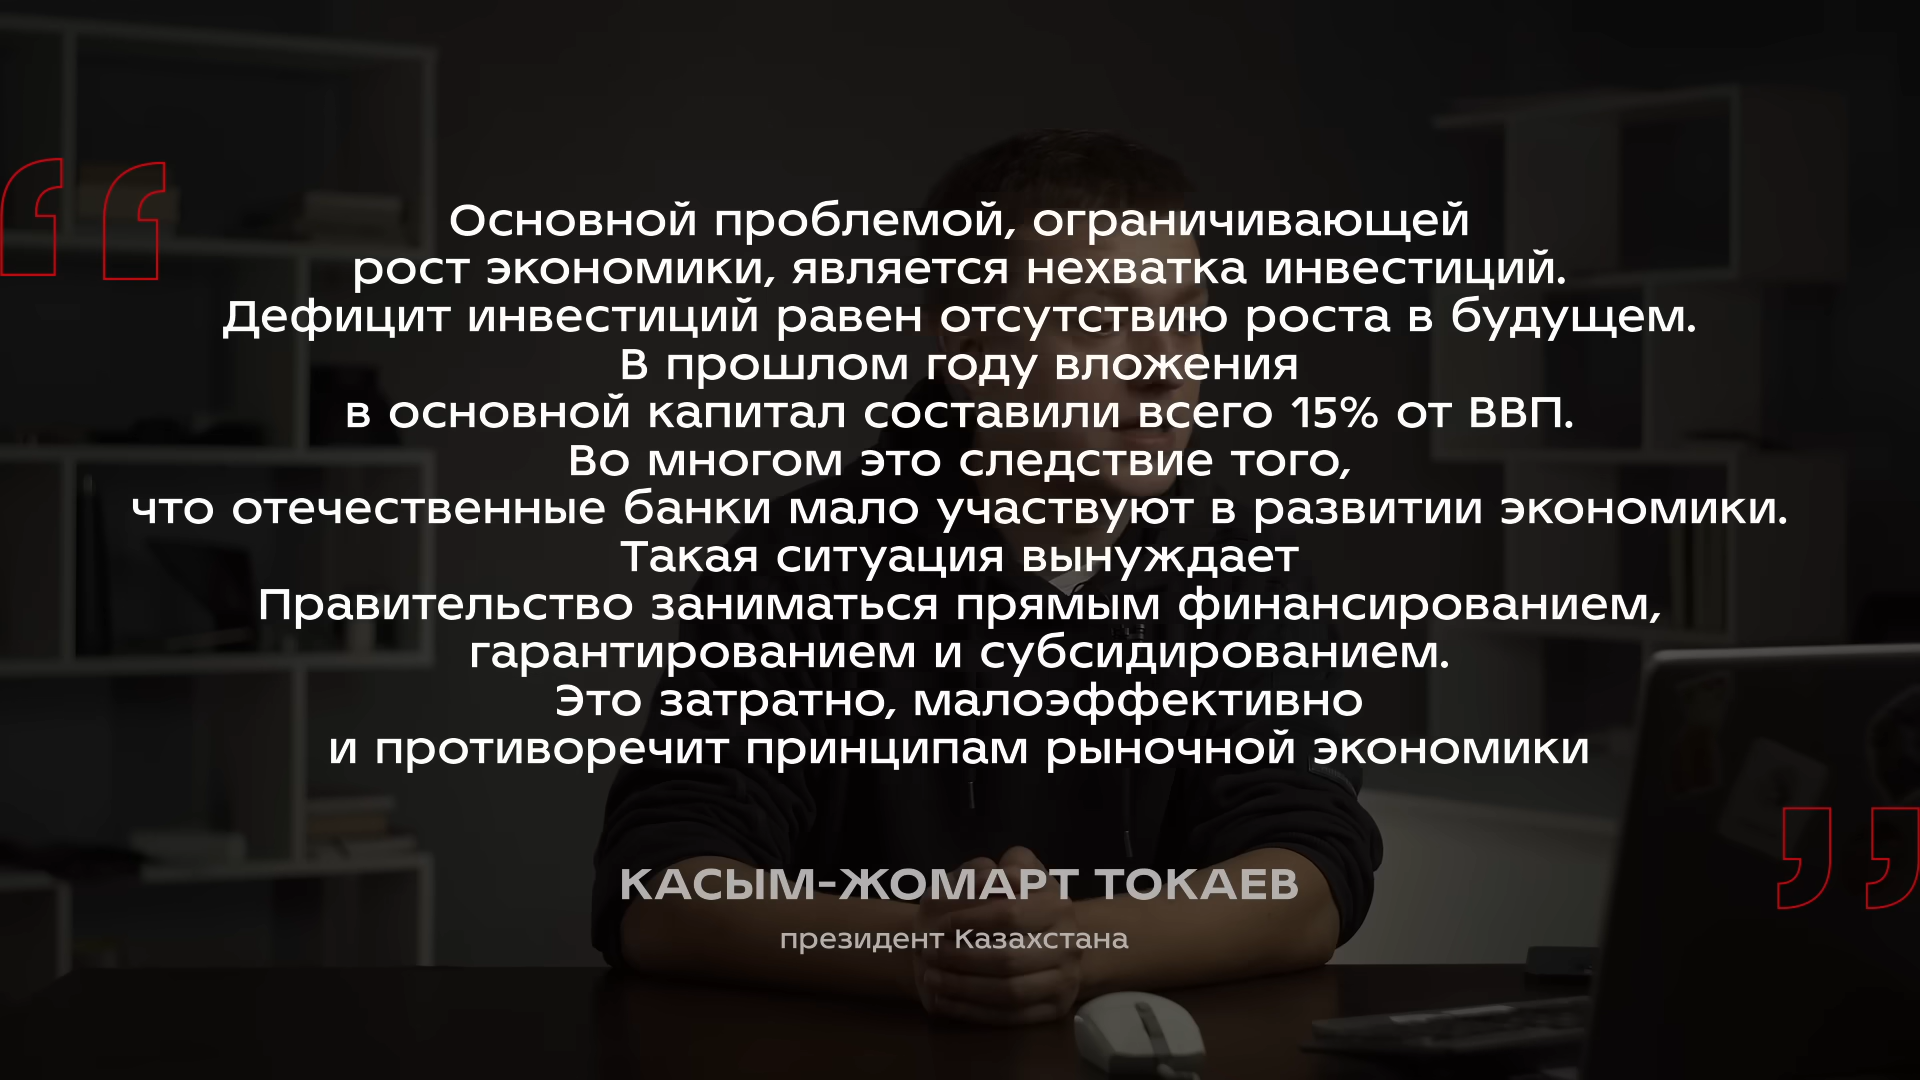 Основной проблемой, ограничивающей
рост экономики, является нехватка инвестиций.
Дефицит инвестиций равен отсутствию роста в будущем.
В прошлом году вложения
в основной капитал составили всего 15% от ВВП.
Во многом это следствие того,
что отечественные банки мало участвуют в развитии экономики.
Такая ситуация вынуждает
Правительство заниматься прямым финансированием,
гарантированием и субсидированием.
Это затратно, малоэффективно
и противоречит принципам рыночной экономики
КАСЫМ-ЖОМАРТ ТОКАЕВ
президент Казахстана